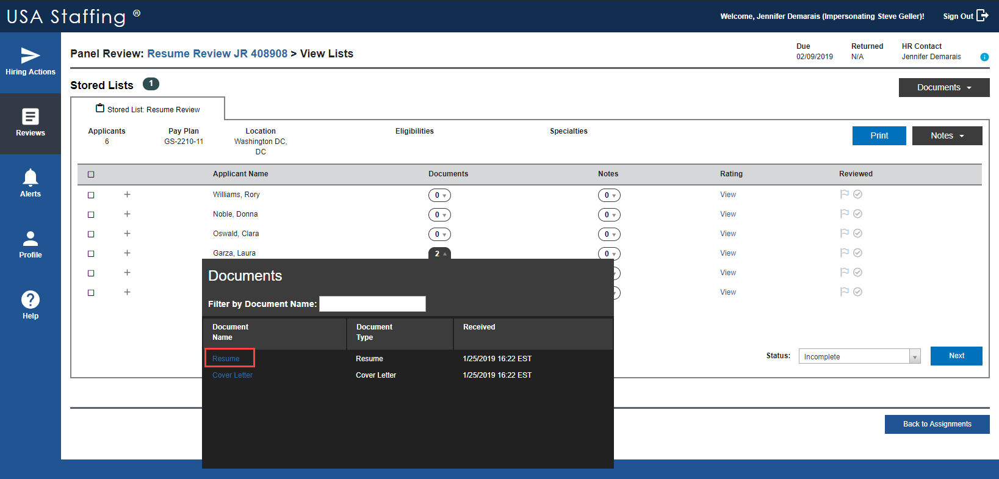 USA Staffing ®
Welcome, Jennifer Demarais (Impersonating Steve Geller)!
Sign Out
Hiring Actions
Reviews
Alerts
Profile
Help
Panel Review: Resume Review JR 408908 > View Lists
Due
02/09/2019
Returned
N/A
HR Contact
Jennifer Demarais
i
Stored Lists 1
Documents
Stored List: Resume Review
Applicants
6
Pay Plan
GS-2210-11
Location
Washington DC,
DC
Eligibilities
Specialties
Print
Notes
Applicant Name Documents Notes Rating Reviewed
Williams, Rory 0 0 View
Noble, Donna 0 0 View
Oswald, Clara 0 0 View
Garza, Laura 2 0 View
View
View
Documents
Filter by Document Name:
Document
Name
Document
Type
Received
Resume Resume 1/25/2019 16:22 EST
Cover Letter Cover Letter 1/25/2019 16:22 EST
Status: Incomplete
Next
Back to Assignments